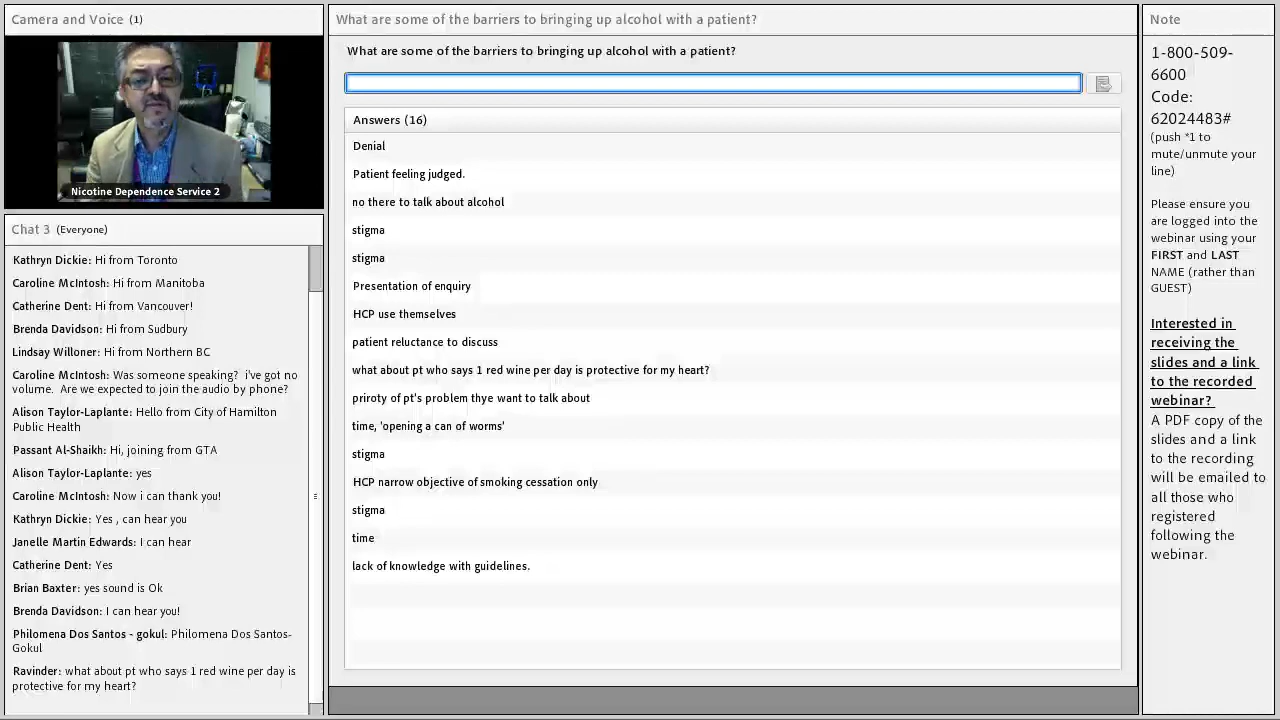 Camera and Voice (1)
Nicotine Dependence Service 2
Chat 3 (Everyone)
Kathryn Dickie: Hi from Toronto
Caroline McIntosh: Hi from Manitoba
Catherine Dent: Hi from Vancouver!
Brenda Davidson: Hi from Sudbury
Lindsay Willoner: Hi from Northern BC
Caroline McIntosh: Was someone speaking? i've got no
volume. Are we expected to join the audio by phone?
Alison Taylor-Laplante: Hello from City of Hamilton
Public Health
Passant Al-Shaikh: Hi, joining from GTA
Alison Taylor-Laplante: yes
Caroline McIntosh: Now i can thank you!
Kathryn Dickie: Yes , can hear you
Janelle Martin Edwards: I can hear
Catherine Dent: Yes
Brian Baxter: yes sound is Ok
Brenda Davidson: I can hear you!
Philomena Dos Santos - gokul: Philomena Dos Santos-
Gokul
Ravinder: what about pt who says 1 red wine per day is
protective for my heart?
What are some of the barriers to bringing up alcohol with a patient?
What are some of the barriers to bringing up alcohol with a patient?
Answers (16)
Denial
Patient feeling judged.
no there to talk about alcohol
stigma
stigma
Presentation of enquiry
HCP use themselves
patient reluctance to discuss
what about pt who says 1 red wine per day is protective for my heart?
priroty of pt's problem thye want to talk about
time, 'opening a can of worms'
stigma
HCP narrow objective of smoking cessation only
stigma
time
lack of knowledge with guidelines.
Note
1-800-509-
6600
Code:
62024483#
(push *1 to
mute/unmute your
line)
Please ensure you
are logged into the
webinar using your
FIRST and LAST
NAME (rather than
GUEST)
Interested in
receiving the
slides and a link
to the recorded
webinar?
A PDF copy of the
slides and a link
to the recording
will be emailed to
all those who
registered
following the
webinar.